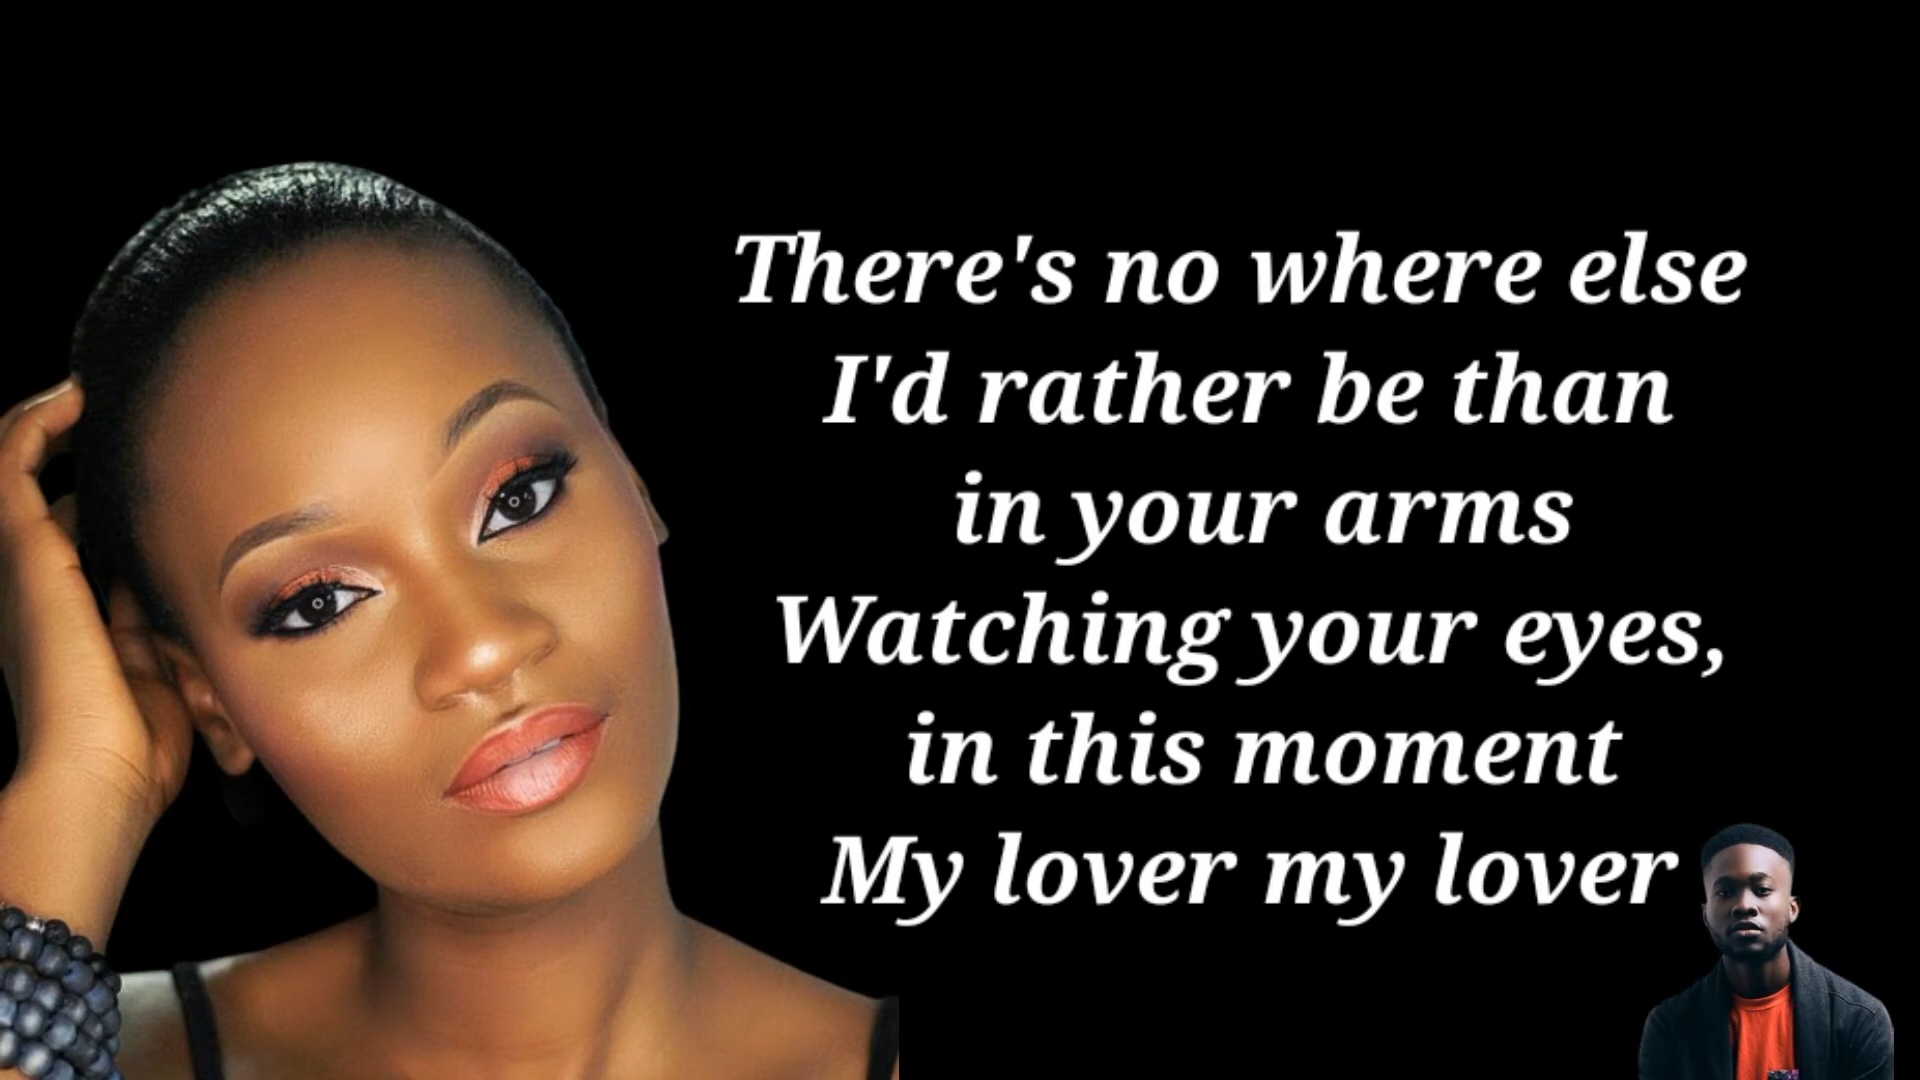 There's no where else
I'd rather be than
in your arms
Watching your eyes,
in this moment
My lover my lover